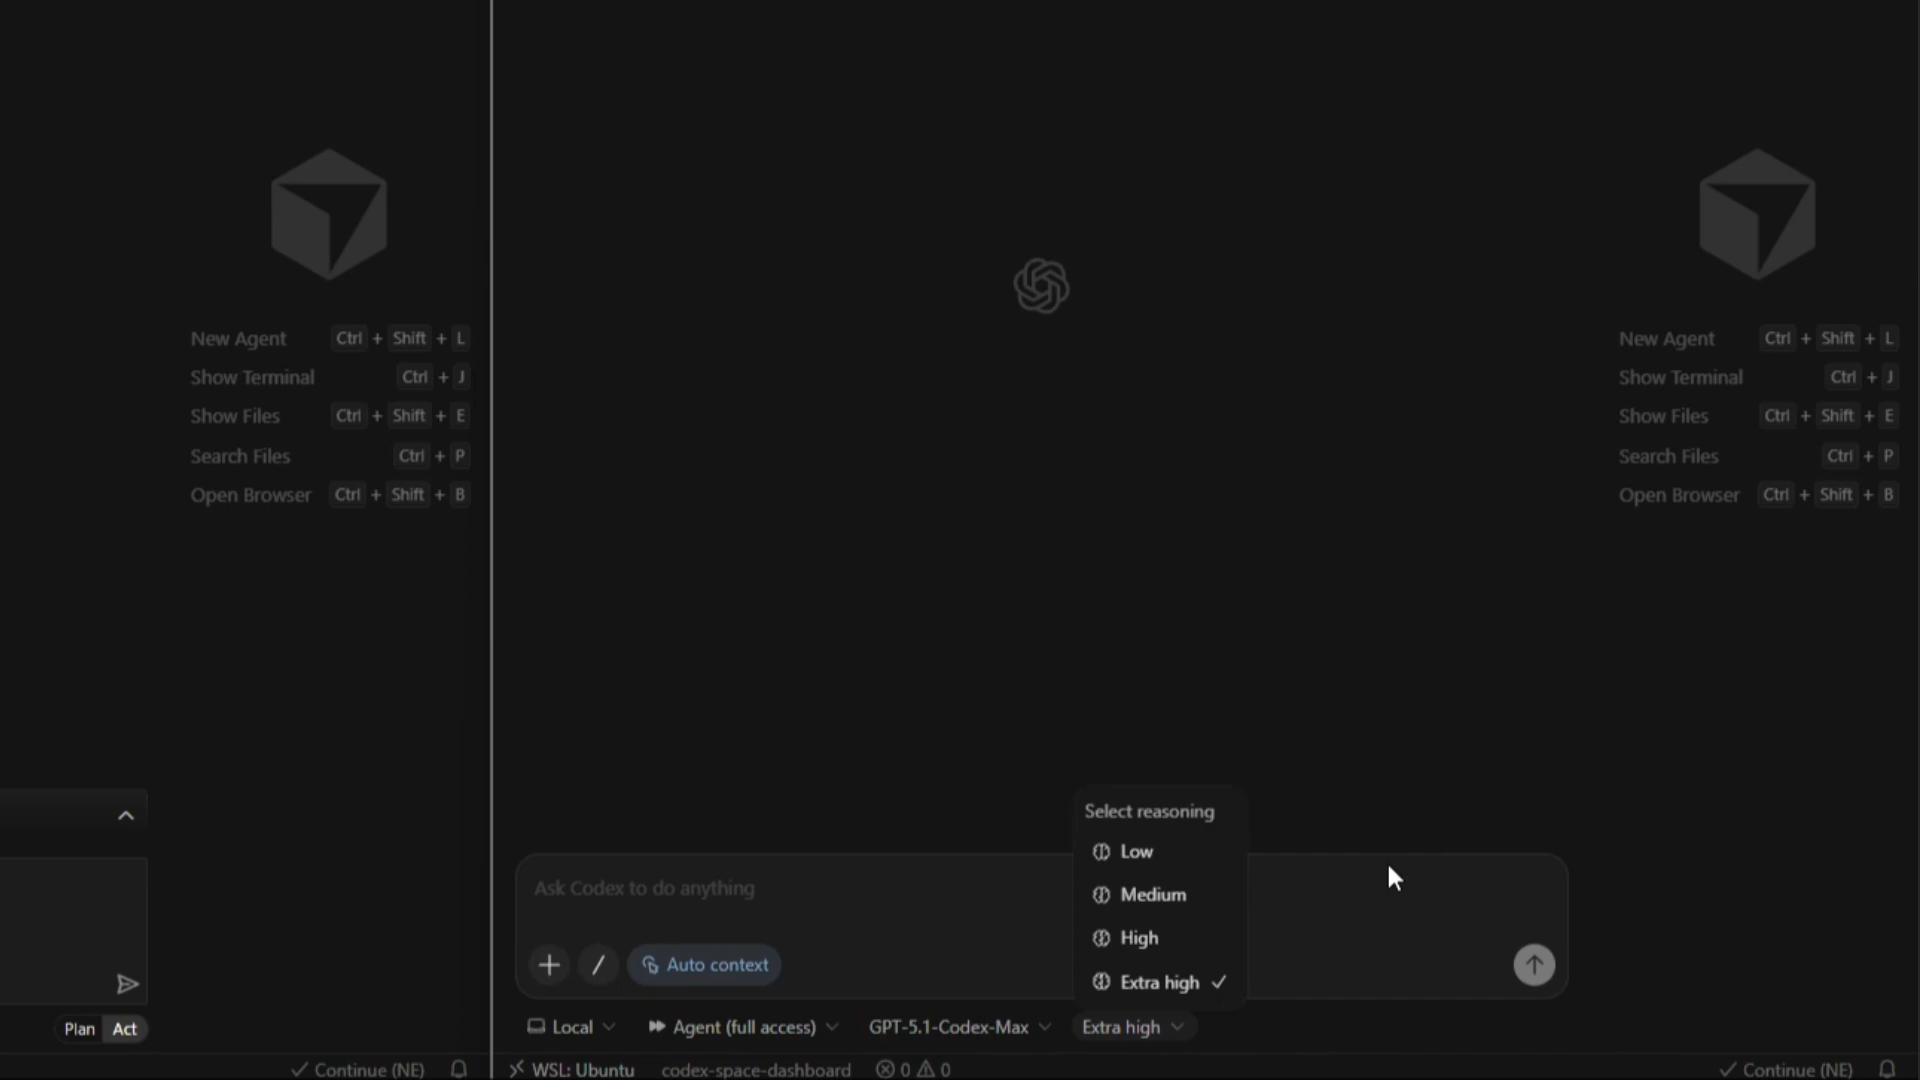 New Agent Ctrl + Shift + L
Show Terminal Ctrl + J
Show Files Ctrl + Shift + E
Search Files Ctrl + P
Open Browser Ctrl + Shift + B
Plan Act
Continue (NE)
New Agent Ctrl + Shift + L
Show Terminal Ctrl + J
Show Files Ctrl + Shift + E
Search Files Ctrl + P
Open Browser Ctrl + Shift + B
Select reasoning
Low
Medium
High
Extra high
Ask Codex to do anything
Auto context
Local Agent (full access) GPT-5.1-Codex-Max Extra high
WSL: Ubuntu codex-space-dashboard 0 0 Continue (NE)